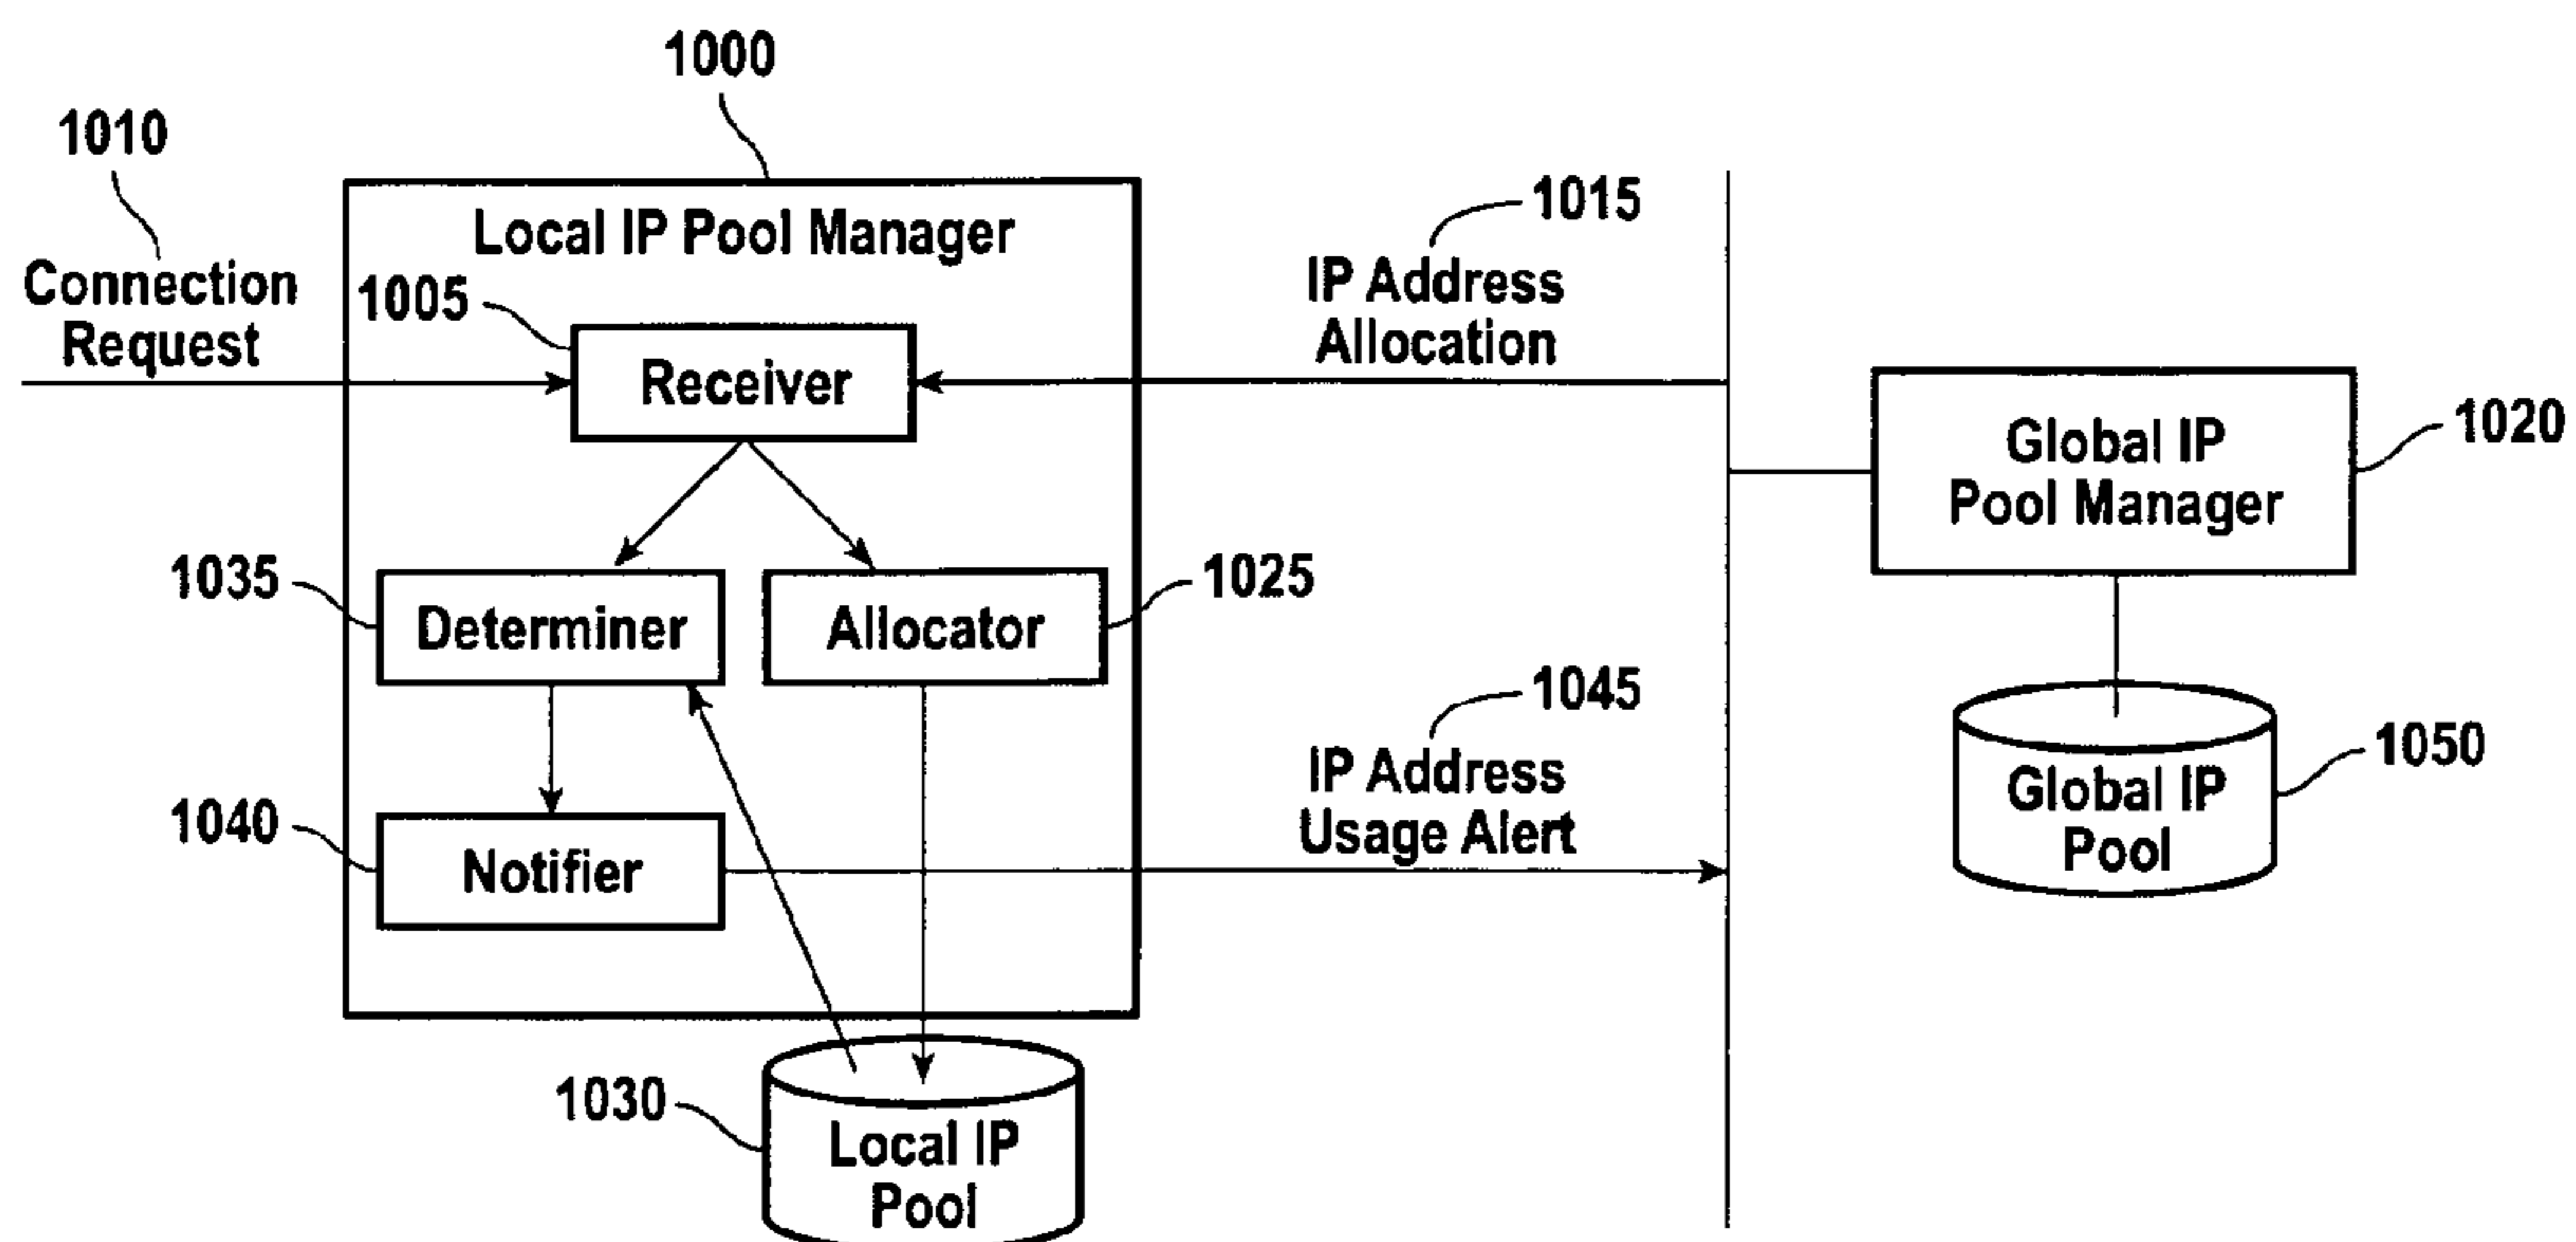 1000
1010
Connection
Request
Local IP Pool Manager
1005
Receiver
1015
IP Address
Allocation
Global IP
Pool Manager
1020
1035
Determiner
Allocator
1025
1040
Notifier
1045
IP Address
Usage Alert
Global IP
Pool
1050
1030
Local IP
Pool